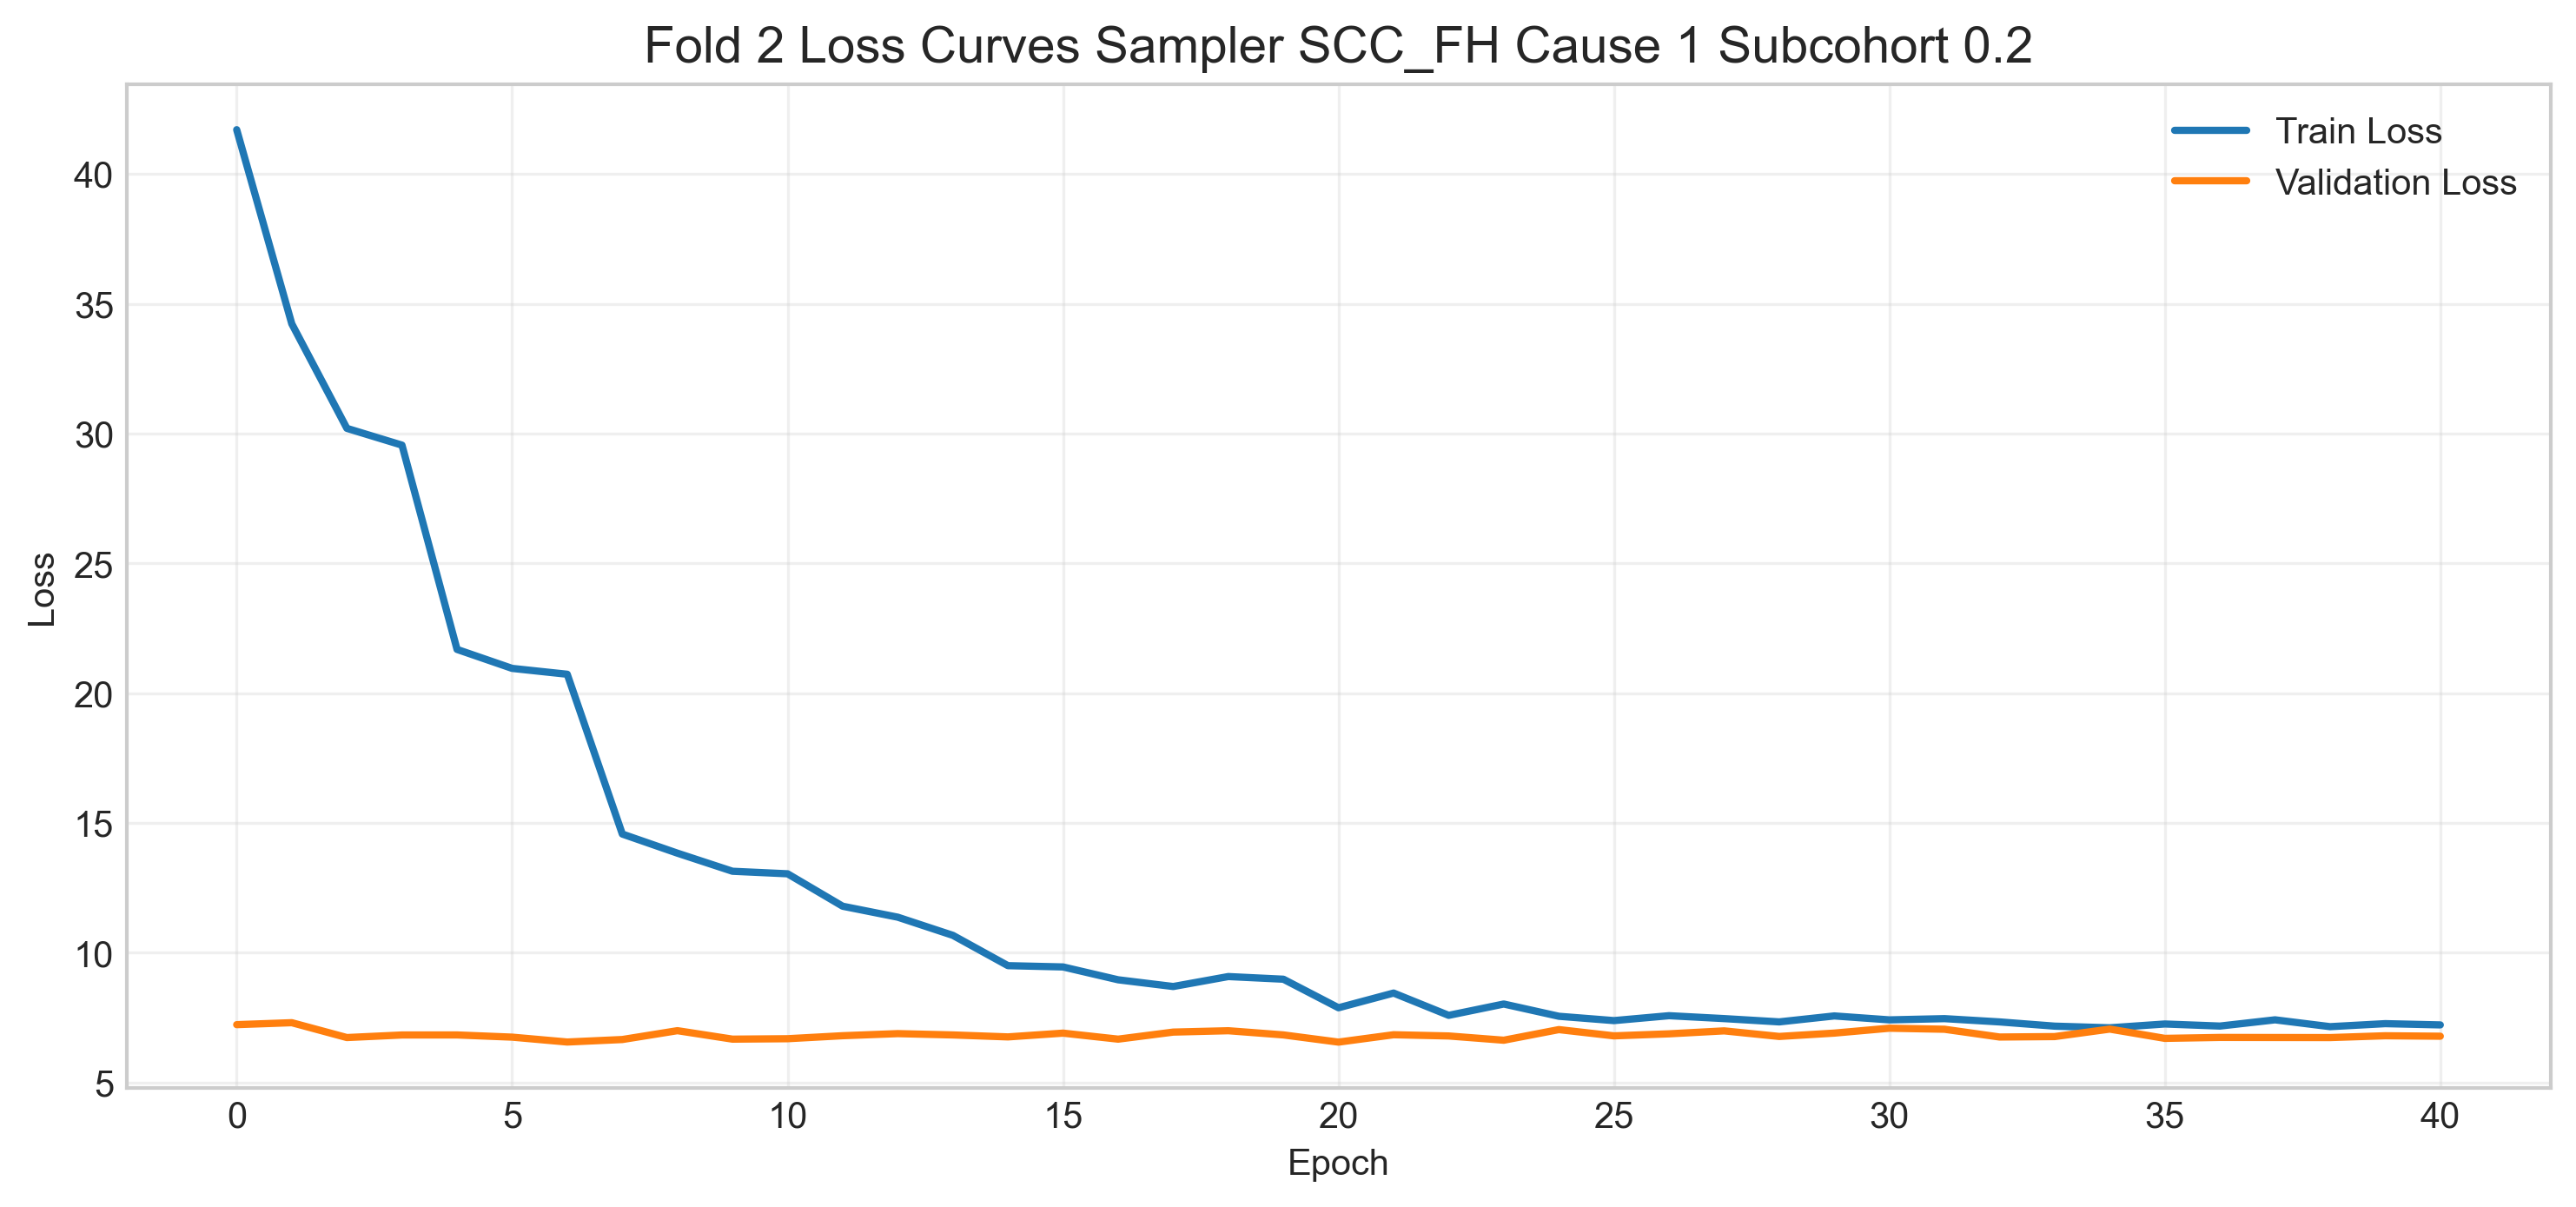 Fold 2 Loss Curves Sampler SCC_FH Cause 1 Subcohort 0.2
Train Loss
Validation Loss
40
35
30
25
20
15
10
5
Loss
0 5 10 15 20 25 30 35 40
Epoch